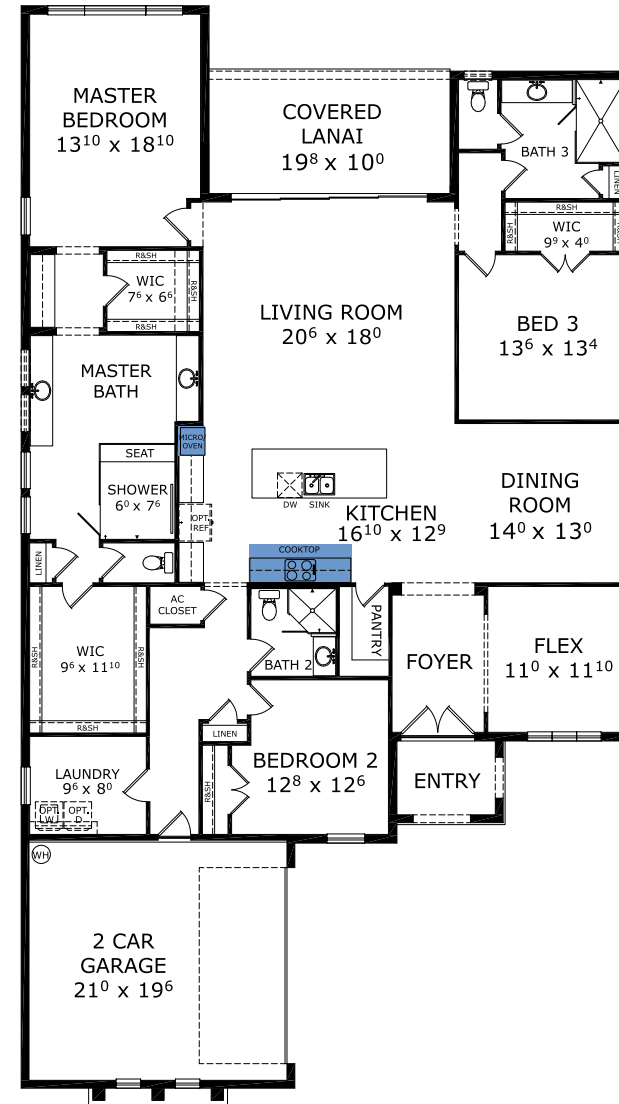 MASTER
BEDROOM
13¹⁰ x 18¹⁰
COVERED
LANAI
19⁸ x 10⁰
BATH 3
LINEN
R&SH
R&SH
WIC
9⁹ x 4⁰
R&SH
R&SH
WIC
7⁶ x 6⁶
R&SH
R&SH
LIVING ROOM
20⁶ x 18⁰
BED 3
13⁶ x 13⁴
MASTER
BATH
MICRO/
OVEN
SEAT
SHOWER
6⁰ x 7⁶
OPT.
REF
DW
SINK
KITCHEN
16¹⁰ x 12⁹
DINING
ROOM
14⁰ x 13⁰
COOKTOP
LINEN
AC
CLOSET
R&SH
WIC
9⁶ x 11¹⁰
R&SH
R&SH
BATH 2
PANTRY
FOYER
FLEX
11⁰ x 11¹⁰
LINEN
BEDROOM 2
12⁸ x 12⁶
R&SH
ENTRY
LAUNDRY
9⁶ x 8⁰
OPT.
W
OPT.
D
WH
2 CAR
GARAGE
21⁰ x 19⁶